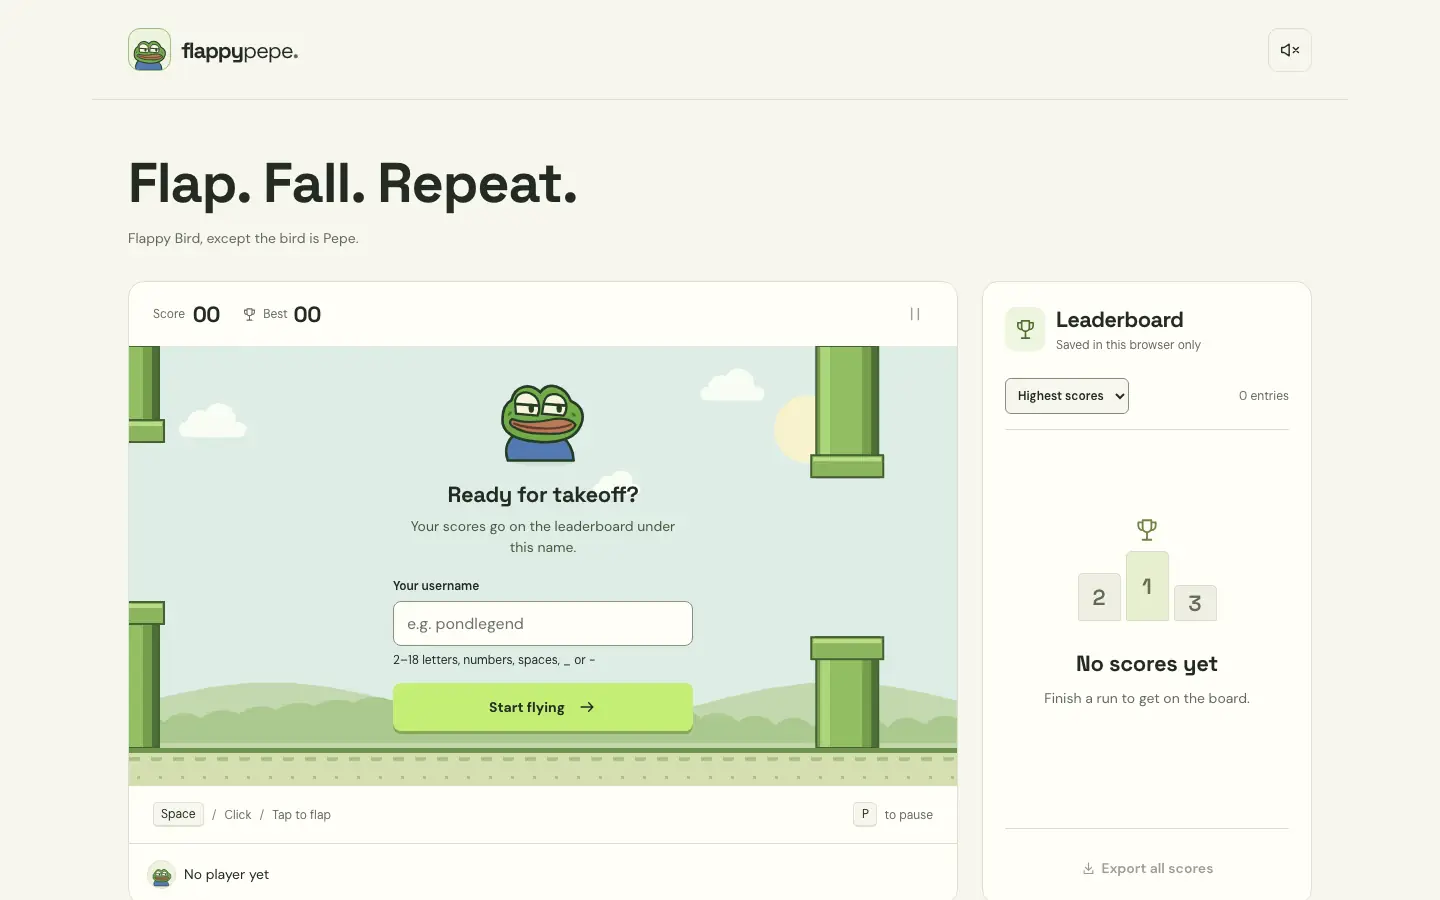 flappypepe.
Flap. Fall. Repeat.
Flappy Bird, except the bird is Pepe.
Score 00 Best 00
Ready for takeoff?
Your scores go on the leaderboard under
this name.
Your username
e.g. pondlegend
2–18 letters, numbers, spaces, _ or -
Start flying
Space / Click / Tap to flap
P to pause
No player yet
Leaderboard
Saved in this browser only
Highest scores
0 entries
2 1 3
No scores yet
Finish a run to get on the board.
Export all scores